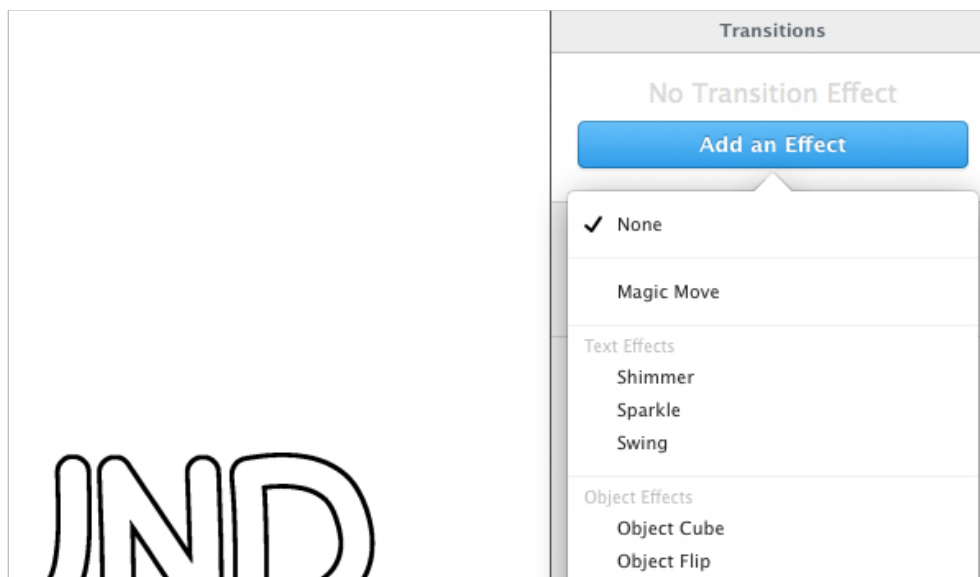 Transitions
No Transition Effect
Add an Effect
None
Magic Move
Text Effects
Shimmer
Sparkle
Swing
UND
Object Effects
Object Cube
Object Flip